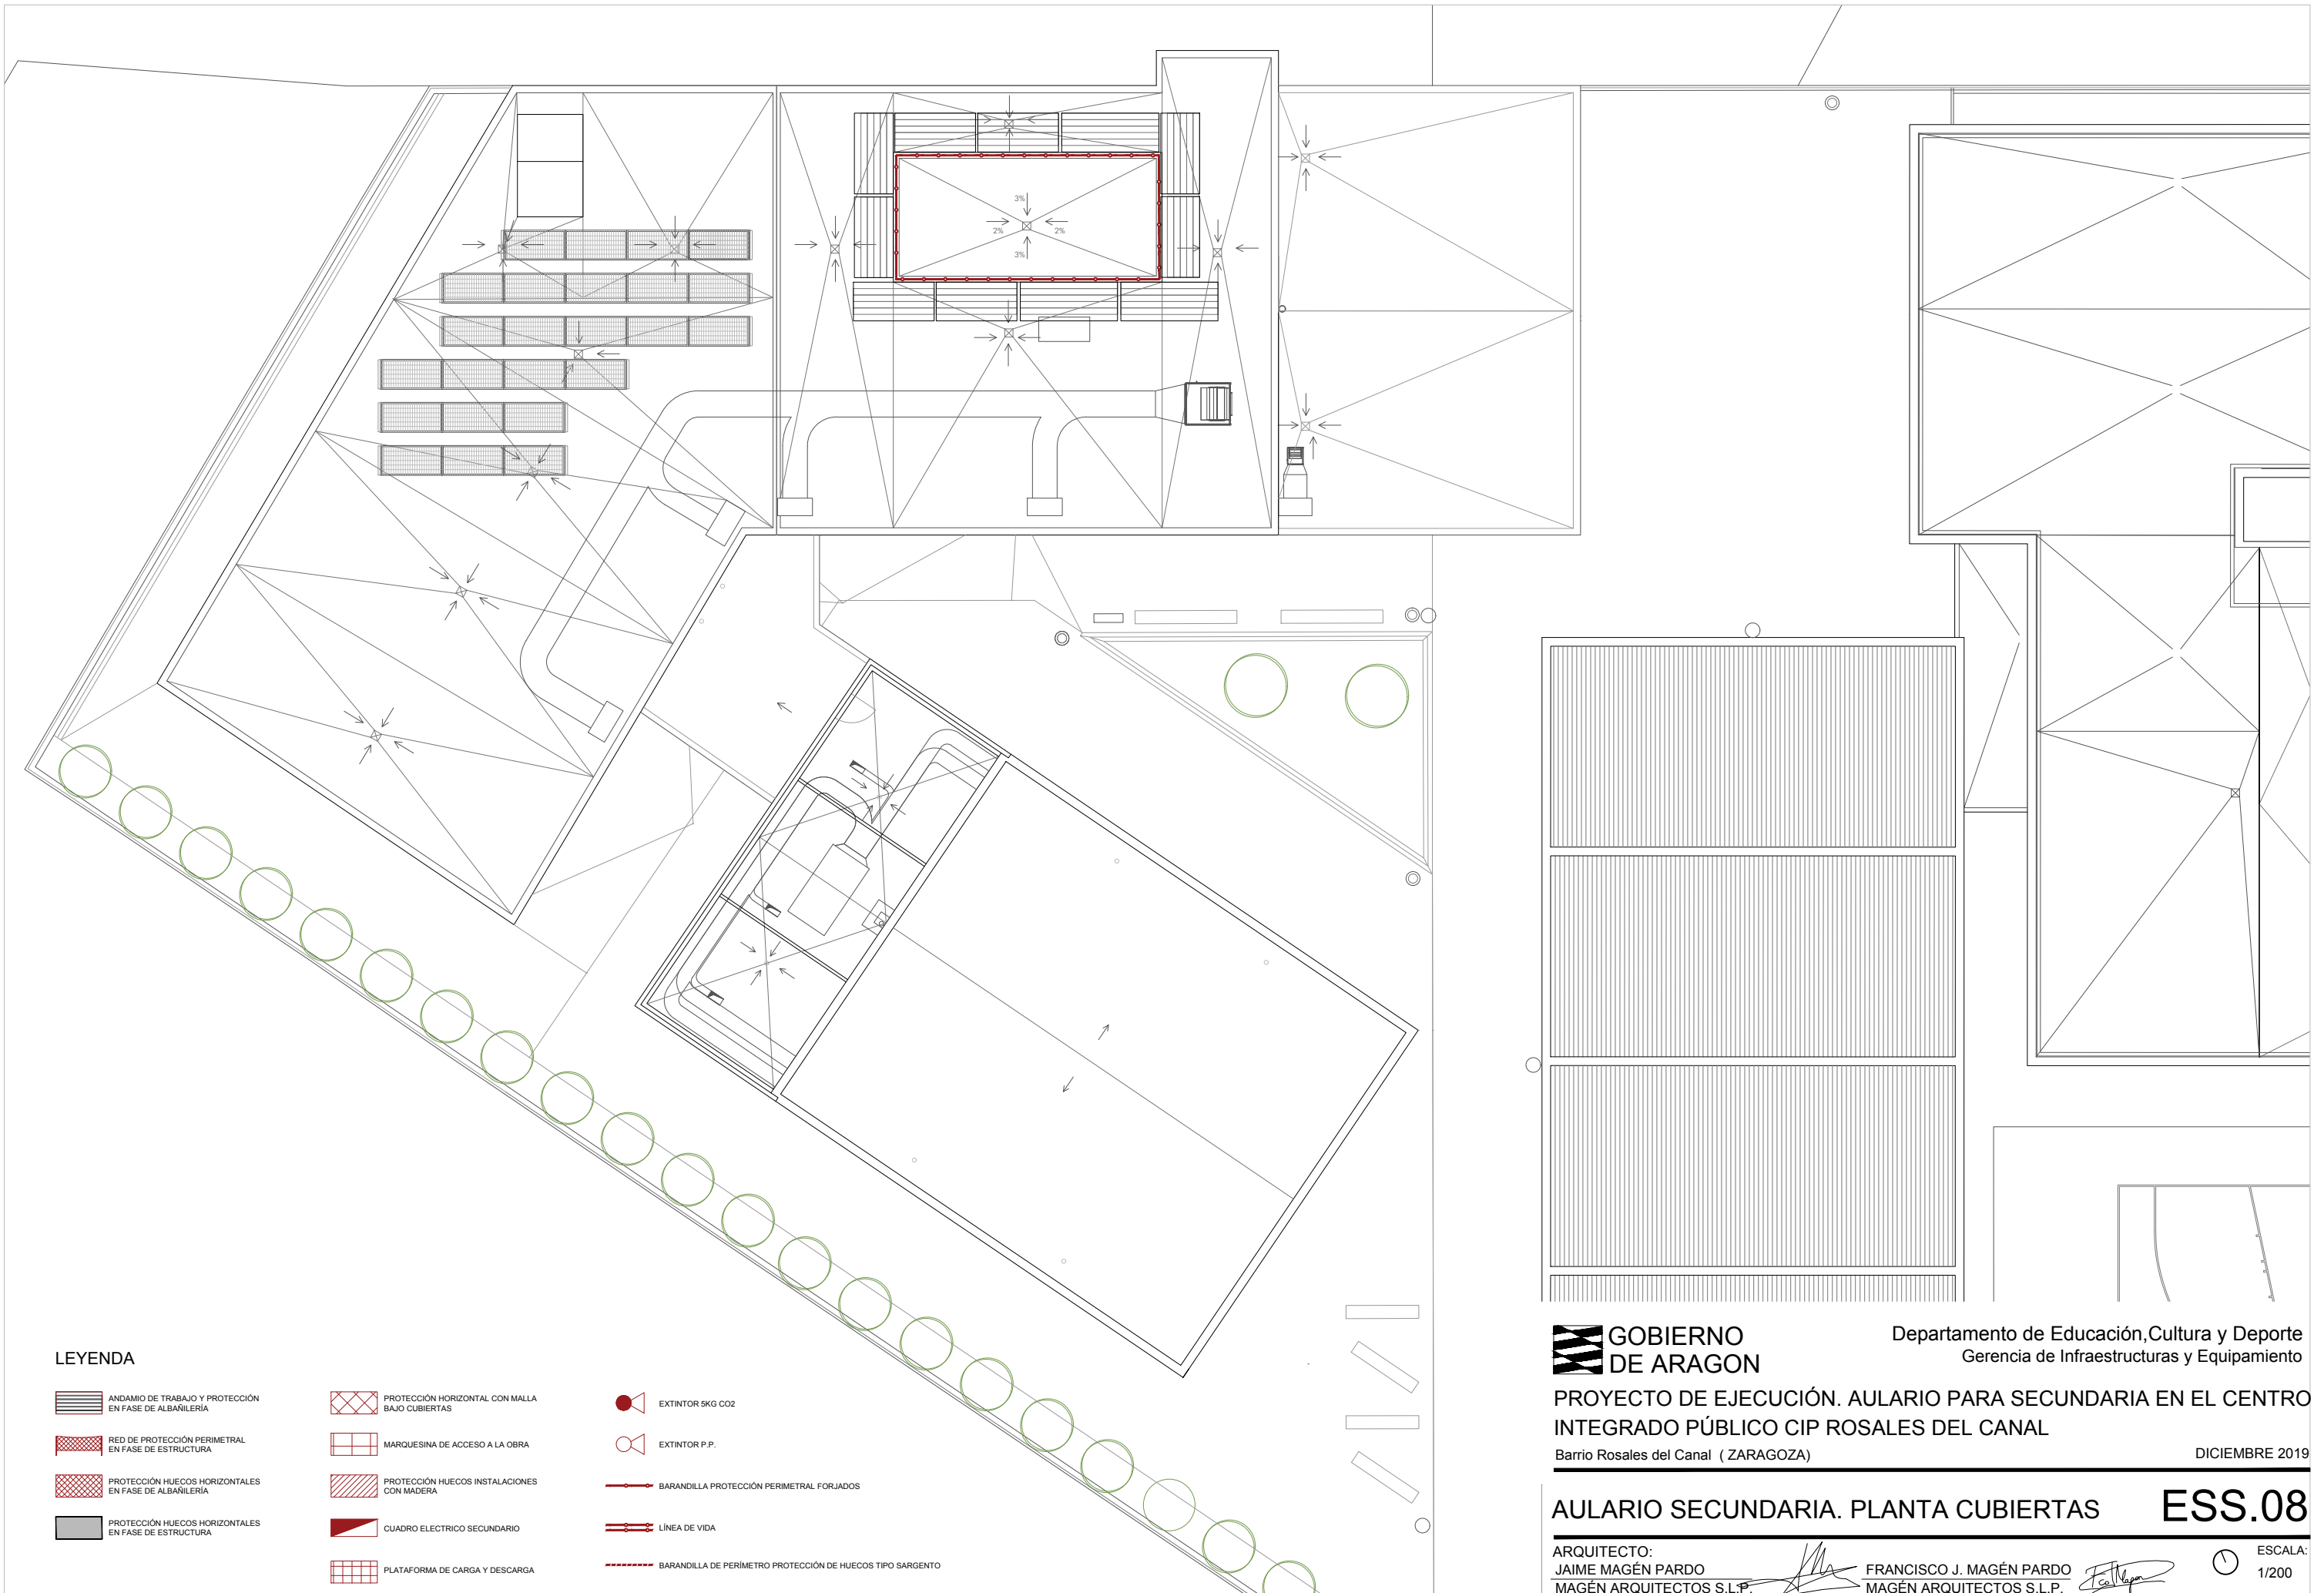 3%
2%
2%
3%
LEYENDA
ANDAMIO DE TRABAJO Y PROTECCIÓN
EN FASE DE ALBAÑILERÍA
RED DE PROTECCIÓN PERIMETRAL
EN FASE DE ESTRUCTURA
PROTECCIÓN HUECOS HORIZONTALES
EN FASE DE ALBAÑILERÍA
PROTECCIÓN HUECOS HORIZONTALES
EN FASE DE ESTRUCTURA
PROTECCIÓN HORIZONTAL CON MALLA
BAJO CUBIERTAS
MARQUESINA DE ACCESO A LA OBRA
PROTECCIÓN HUECOS INSTALACIONES
CON MADERA
CUADRO ELECTRICO SECUNDARIO
PLATAFORMA DE CARGA Y DESCARGA
EXTINTOR 5KG CO2
EXTINTOR P.P.
BARANDILLA PROTECCIÓN PERIMETRAL FORJADOS
LÍNEA DE VIDA
BARANDILLA DE PERÍMETRO PROTECCIÓN DE HUECOS TIPO SARGENTO
GOBIERNO
DE ARAGON
Departamento de Educación,Cultura y Deporte
Gerencia de Infraestructuras y Equipamiento
PROYECTO DE EJECUCIÓN. AULARIO PARA SECUNDARIA EN EL CENTRO
INTEGRADO PÚBLICO CIP ROSALES DEL CANAL
Barrio Rosales del Canal ( ZARAGOZA)
DICIEMBRE 2019
AULARIO SECUNDARIA. PLANTA CUBIERTAS
ESS.08
ARQUITECTO:
JAIME MAGÉN PARDO
MAGÉN ARQUITECTOS S.L.P.
FRANCISCO J. MAGÉN PARDO
MAGÉN ARQUITECTOS S.L.P.
ESCALA:
1/200